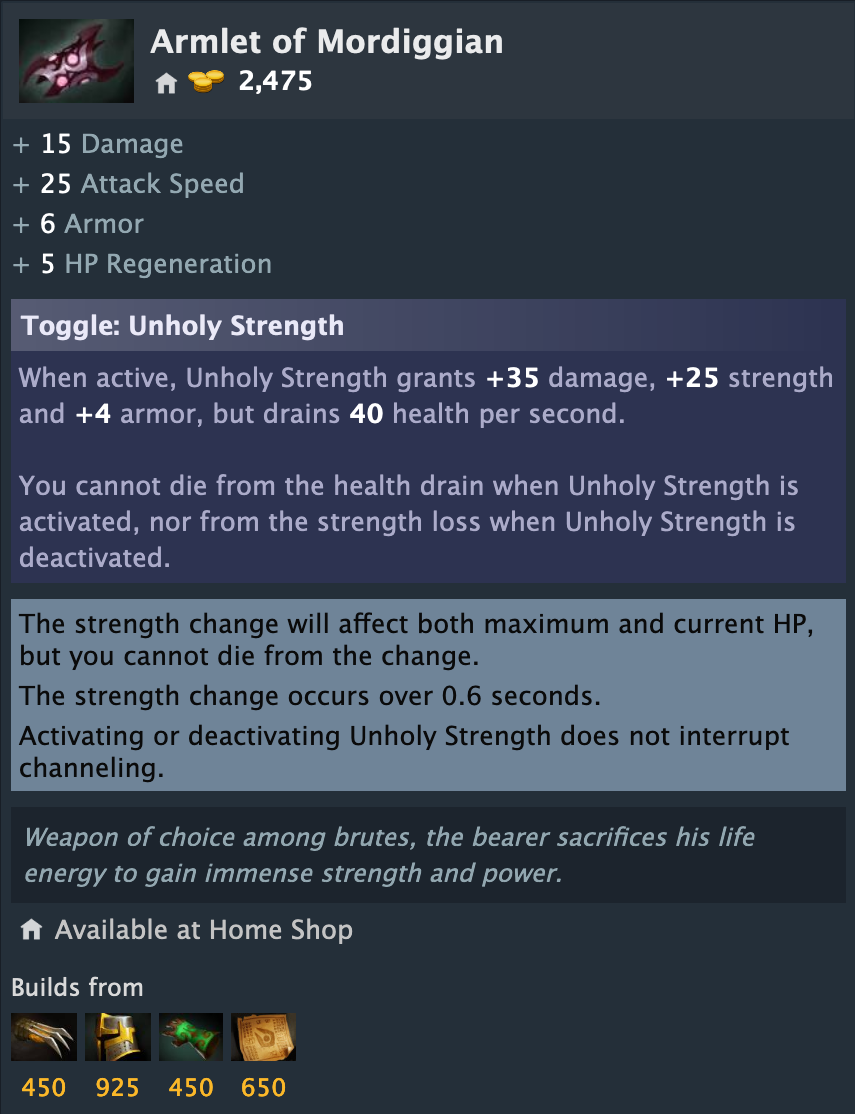 Armlet of Mordiggian
2,475
+ 15 Damage
+ 25 Attack Speed
+ 6 Armor
+ 5 HP Regeneration
Toggle: Unholy Strength
When active, Unholy Strength grants +35 damage, +25 strength
and +4 armor, but drains 40 health per second.
You cannot die from the health drain when Unholy Strength is
activated, nor from the strength loss when Unholy Strength is
deactivated.
The strength change will affect both maximum and current HP,
but you cannot die from the change.
The strength change occurs over 0.6 seconds.
Activating or deactivating Unholy Strength does not interrupt
channeling.
Weapon of choice among brutes, the bearer sacrifices his life
energy to gain immense strength and power.
Available at Home Shop
Builds from
450 925 450 650